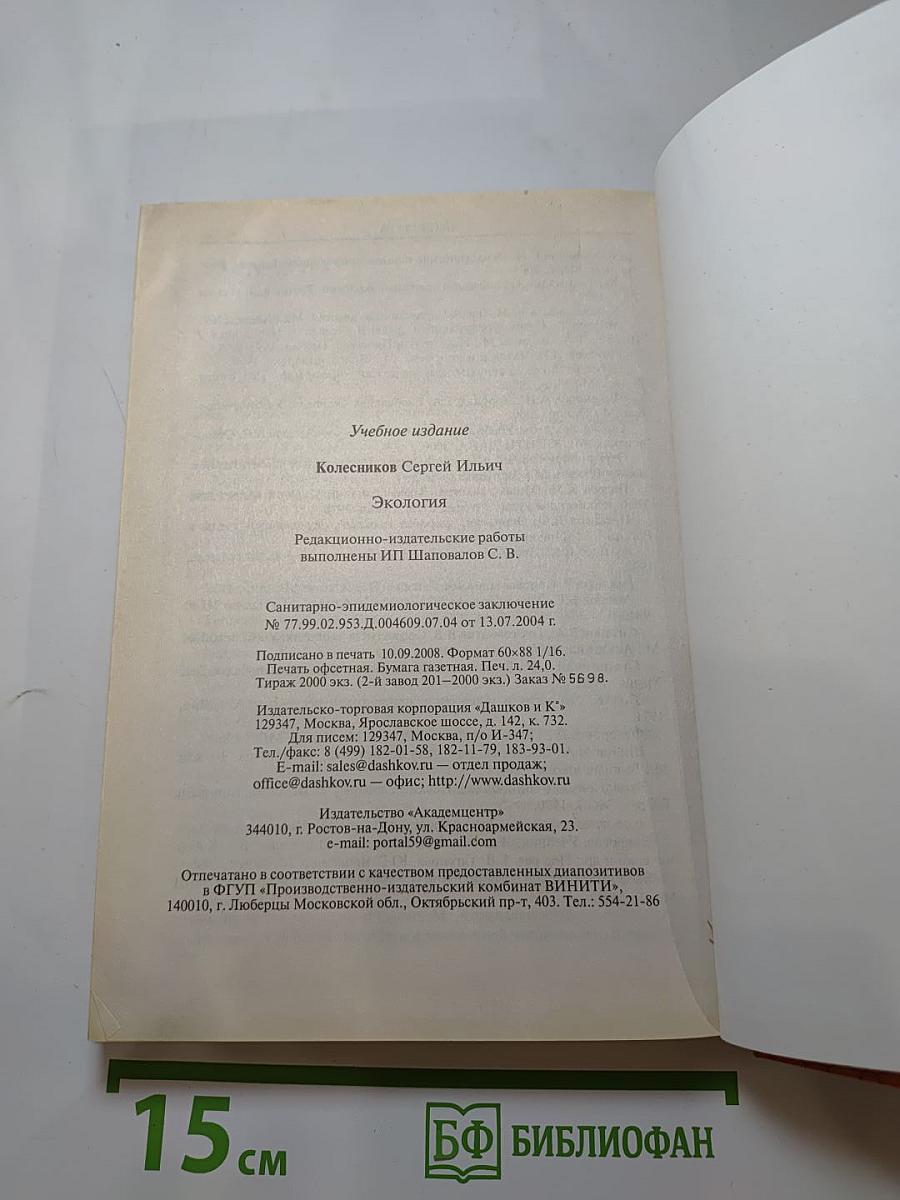 Учебное издание
Колесников Сергей Ильич
Экология
Редакционно-издательские работы
выполнены ИП Шаповалов С. В.
Санитарно-эпидемиологическое заключение
№ 77.99.02.953.Д.004609.07.04 от 13.07.2004 г.
Подписано в печать 10.09.2008. Формат 60×88 1/16.
Печать офсетная. Бумага газетная. Печ. л. 24,0.
Тираж 2000 экз. (2-й завод 201—2000 экз.) Заказ № 5698.
Издательско-торговая корпорация «Дашков и К°»
129347, Москва, Ярославское шоссе, д. 142, к. 732.
Для писем: 129347, Москва, п/о И-347;
Тел./факс: 8 (499) 182-01-58, 182-11-79, 183-93-01.
E-mail: sales@dashkov.ru — отдел продаж;
office@dashkov.ru — офис; http://www.dashkov.ru
Издательство «Академцентр»
344010, г. Ростов-на-Дону, ул. Красноармейская, 23.
e-mail: portal59@gmail.com
Отпечатано в соответствии с качеством предоставленных диапозитивов
в ФГУП «Производственно-издательский комбинат ВИНИТИ»,
140010, г. Люберцы Московской обл., Октябрьский пр-т, 403. Тел.: 554-21-86
15 см
БФ БИБЛИОФАН